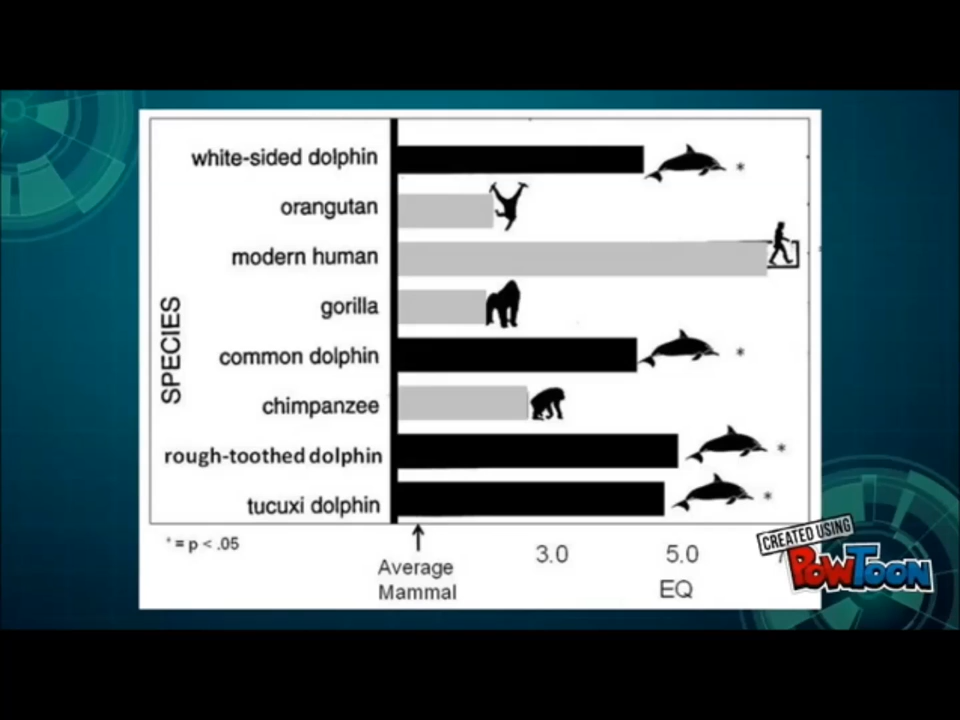 white-sided dolphin
*
orangutan
modern human
gorilla
SPECIES
common dolphin
*
chimpanzee
rough-toothed dolphin
*
tucuxi dolphin
*
* = p < .05
Average
Mammal
3.0
5.0
EQ
CREATED USING
POWTOON